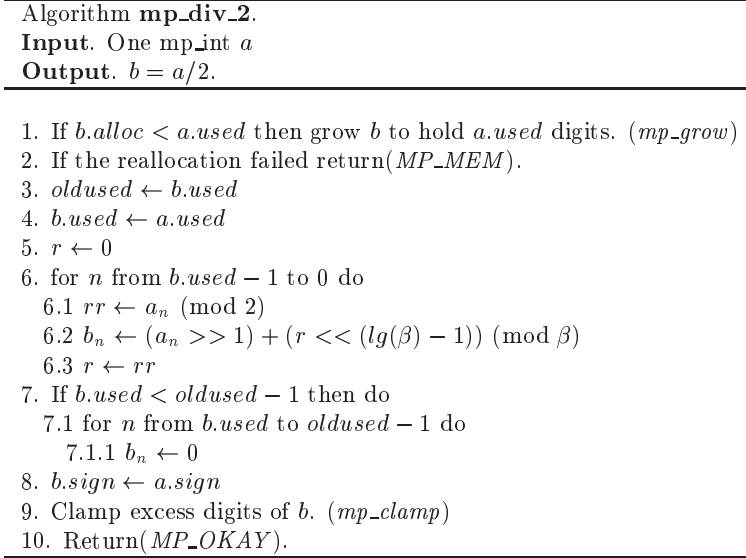 Algorithm mp_div_2.
Input. One mp_int a
Output. b = a/2.
1. If b.alloc < a.used then grow b to hold a.used digits. (mp_grow)
2. If the reallocation failed return(MP_MEM).
3. oldused ← b.used
4. b.used ← a.used
5. r ← 0
6. for n from b.used − 1 to 0 do
6.1 rr ← aₙ (mod 2)
6.2 bₙ ← (aₙ >> 1) + (r << (lg(β) − 1)) (mod β)
6.3 r ← rr
7. If b.used < oldused − 1 then do
7.1 for n from b.used to oldused − 1 do
7.1.1 bₙ ← 0
8. b.sign ← a.sign
9. Clamp excess digits of b. (mp_clamp)
10. Return(MP_OKAY).